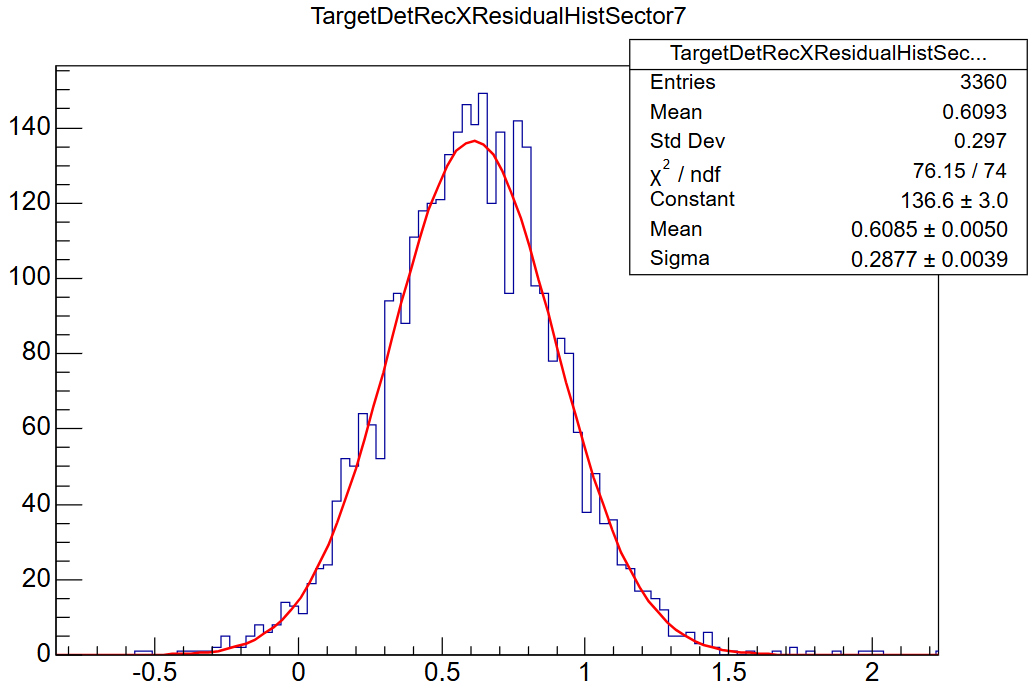 TargetDetRecXResidualHistSector7
TargetDetRecXResidualHistSec...
Entries 3360
Mean 0.6093
Std Dev 0.297
χ² / ndf 76.15 / 74
Constant 136.6 ± 3.0
Mean 0.6085 ± 0.0050
Sigma 0.2877 ± 0.0039
140
120
100
80
60
40
20
0
-0.5 0 0.5 1 1.5 2